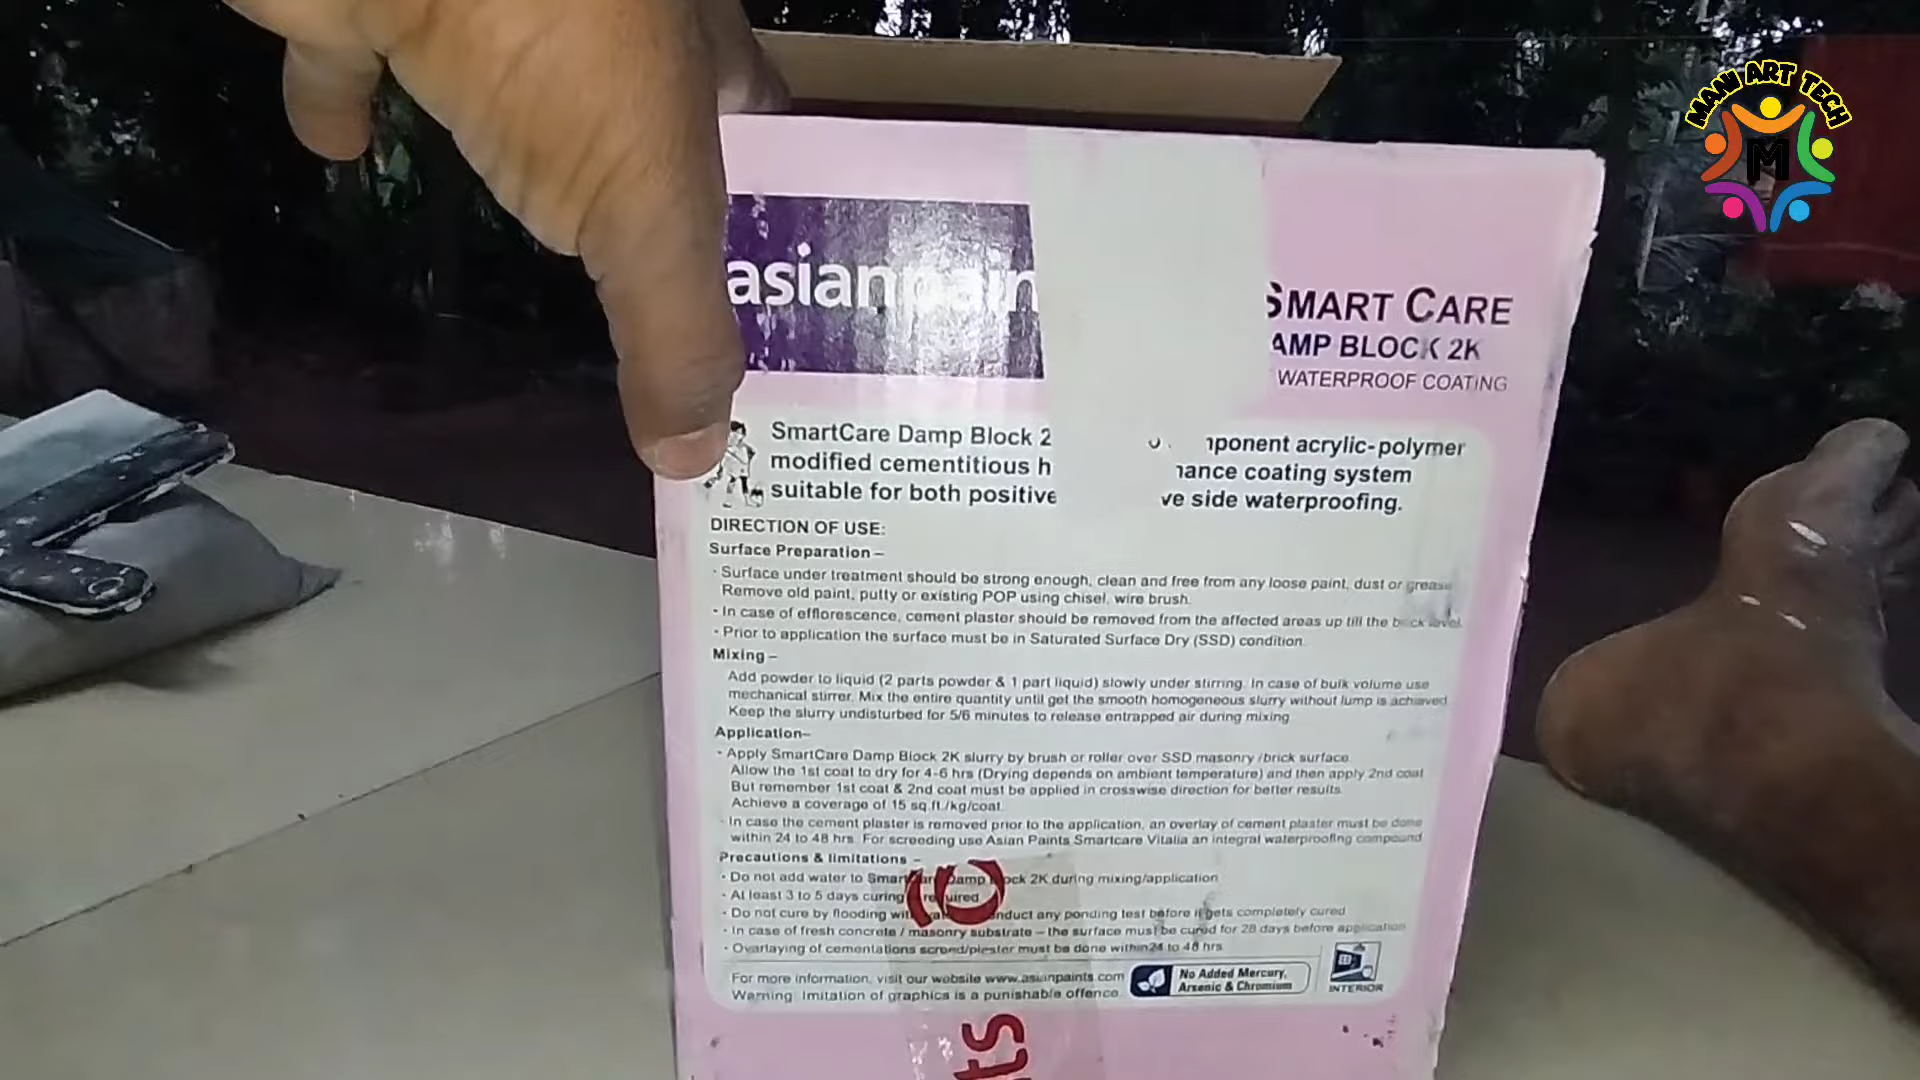 MANI ART TECH
M
asianpain
SMART CARE
AMP BLOCK 2K
WATERPROOF COATING
SmartCare Damp Block 2 ponent acrylic-polymer
modified cementitious h mance coating system
suitable for both positive ve side waterproofing.
DIRECTION OF USE:
Surface Preparation –
· Surface under treatment should be strong enough, clean and free from any loose paint, dust or grease
Remove old paint, putty or existing POP using chisel, wire brush.
· In case of efflorescence, cement plaster should be removed from the affected areas up till the brick level.
· Prior to application the surface must be in Saturated Surface Dry (SSD) condition.
Mixing –
Add powder to liquid (2 parts powder & 1 part liquid) slowly under stirring. In case of bulk volume use
mechanical stirrer. Mix the entire quantity until get the smooth homogeneous slurry without lump is achieved
Keep the slurry undisturbed for 5/6 minutes to release entrapped air during mixing
Application–
· Apply SmartCare Damp Block 2K slurry by brush or roller over SSD masonry /brick surface.
Allow the 1st coat to dry for 4-6 hrs (Drying depends on ambient temperature) and then apply 2nd coat
But remember 1st coat & 2nd coat must be applied in crosswise direction for better results.
Achieve a coverage of 15 sq.ft./kg/coat.
· In case the cement plaster is removed prior to the application, an overlay of cement plaster must be done
within 24 to 48 hrs. For screeding use Asian Paints Smartcare Vitalia an integral waterproofing compound
Precautions & limitations –
· Do not add water to SmartCare Damp Block 2K during mixing/application
· At least 3 to 5 days curing required
· Do not cure by flooding with conduct any ponding test before it gets completely cured
· In case of fresh concrete / masonry substrate – the surface must be cured for 28 days before application
· Overlaying of cementations screed/plaster must be done within24 to 48 hrs
For more information, visit our website www.asianpaints.com
Warning: Imitation of graphics is a punishable offence.
No Added Mercury,
Arsenic & Chromium
INTERIOR
ts